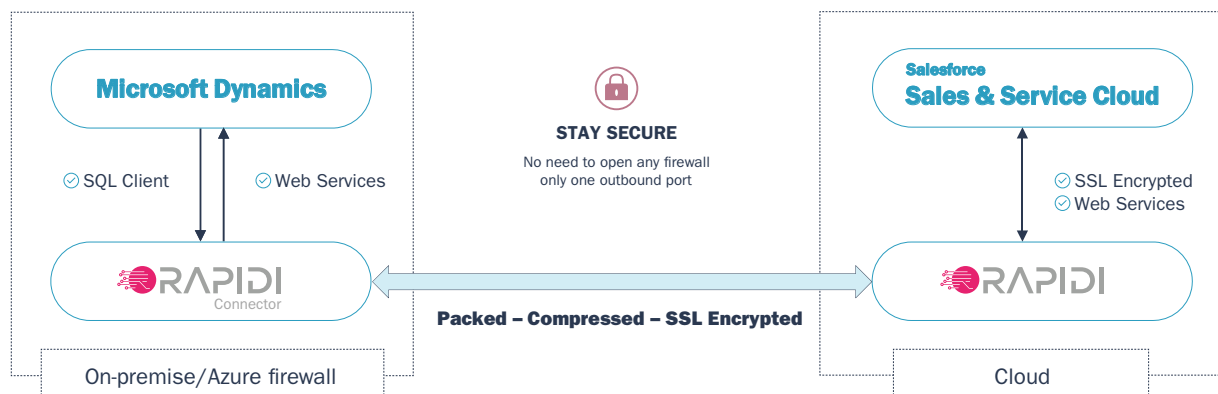 Microsoft Dynamics
SQL Client
Web Services
RAPIDI
Connector
On-premise/Azure firewall
STAY SECURE
No need to open any firewall
only one outbound port
Packed – Compressed – SSL Encrypted
Salesforce
Sales & Service Cloud
SSL Encrypted
Web Services
RAPIDI
Cloud